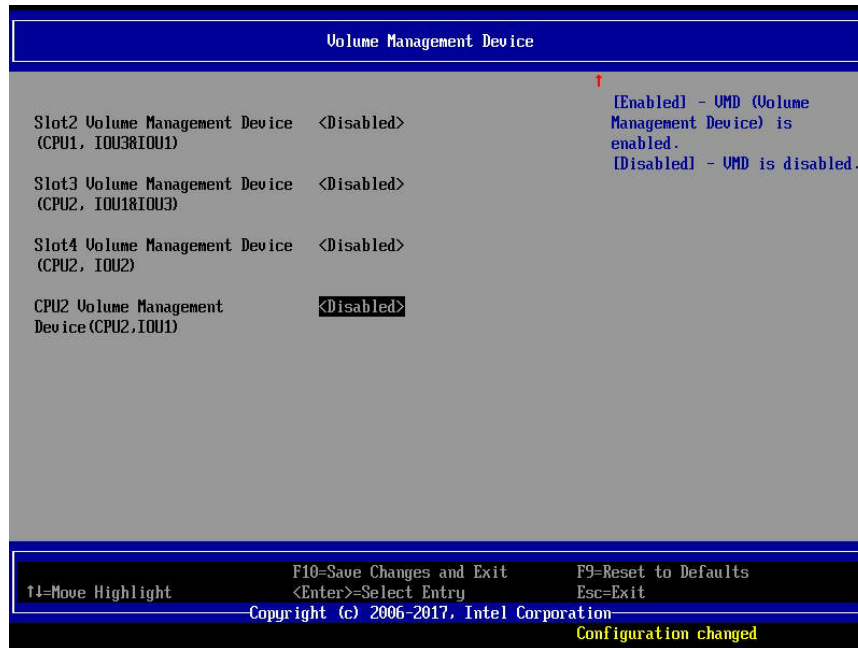 Volume Management Device
↑
Slot2 Volume Management Device <Disabled>
(CPU1, IOU3&IOU1)
Slot3 Volume Management Device <Disabled>
(CPU2, IOU1&IOU3)
Slot4 Volume Management Device <Disabled>
(CPU2, IOU2)
CPU2 Volume Management <Disabled>
Device(CPU2,IOU1)
[Enabled] - VMD (Volume
Management Device) is
enabled.
[Disabled] - VMD is disabled.
F10=Save Changes and Exit F9=Reset to Defaults
↑↓=Move Highlight <Enter>=Select Entry Esc=Exit
Copyright (c) 2006-2017, Intel Corporation
Configuration changed